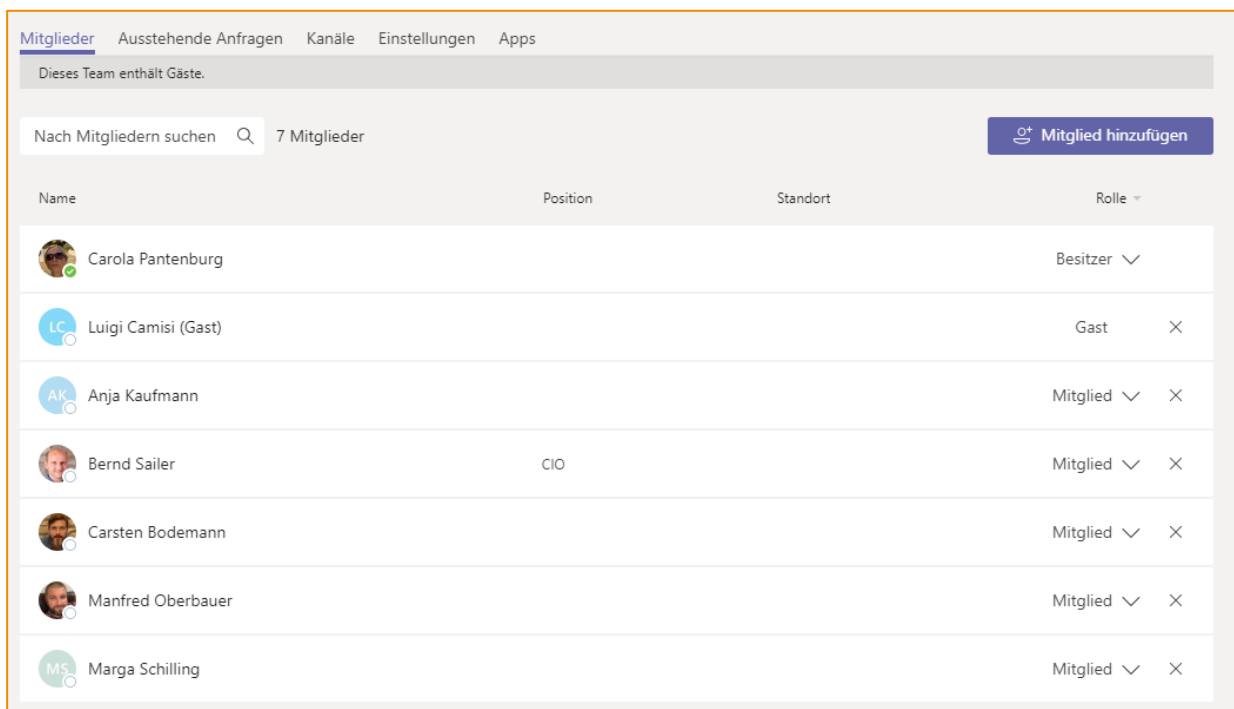 Mitglieder Ausstehende Anfragen Kanäle Einstellungen Apps
Dieses Team enthält Gäste.
Nach Mitgliedern suchen 7 Mitglieder Mitglied hinzufügen
Name Position Standort Rolle
Carola Pantenburg Besitzer
LC Luigi Camisi (Gast) Gast
AK Anja Kaufmann Mitglied
Bernd Sailer CIO Mitglied
Carsten Bodemann Mitglied
Manfred Oberbauer Mitglied
MS Marga Schilling Mitglied